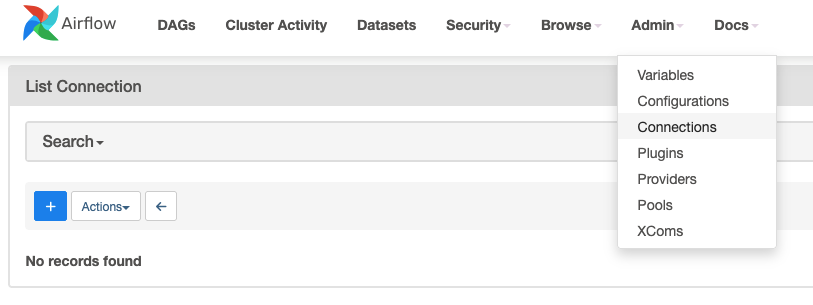 Airflow DAGs Cluster Activity Datasets Security Browse Admin Docs
List Connection
Search
+ Actions
No records found
Variables
Configurations
Connections
Plugins
Providers
Pools
XComs